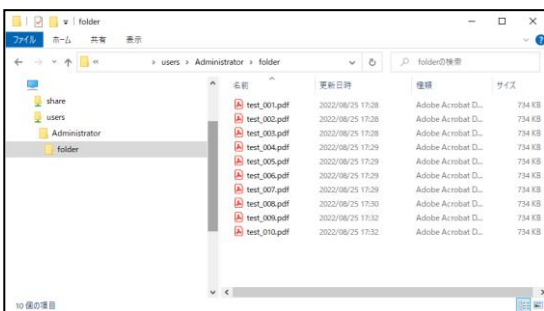 folder
ファイル ホーム 共有 表示
« › users › Administrator › folder folderの検索
share
users
Administrator
folder
名前 更新日時 種類 サイズ
test_001.pdf 2022/08/25 17:28 Adobe Acrobat D... 734 KB
test_002.pdf 2022/08/25 17:28 Adobe Acrobat D... 734 KB
test_003.pdf 2022/08/25 17:28 Adobe Acrobat D... 734 KB
test_004.pdf 2022/08/25 17:29 Adobe Acrobat D... 734 KB
test_005.pdf 2022/08/25 17:29 Adobe Acrobat D... 734 KB
test_006.pdf 2022/08/25 17:29 Adobe Acrobat D... 734 KB
test_007.pdf 2022/08/25 17:29 Adobe Acrobat D... 734 KB
test_008.pdf 2022/08/25 17:30 Adobe Acrobat D... 734 KB
test_009.pdf 2022/08/25 17:32 Adobe Acrobat D... 734 KB
test_010.pdf 2022/08/25 17:32 Adobe Acrobat D... 734 KB
10 個の項目